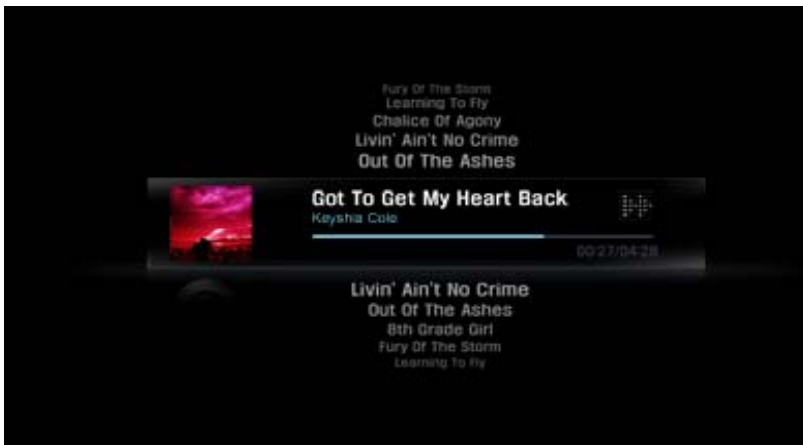 Fury Of The Storm
Learning To Fly
Chalice Of Agony
Livin' Ain't No Crime
Out Of The Ashes
Got To Get My Heart Back
Keyshia Cole
00:27/04:28
Livin' Ain't No Crime
Out Of The Ashes
8th Grade Girl
Fury Of The Storm
Learning To Fly